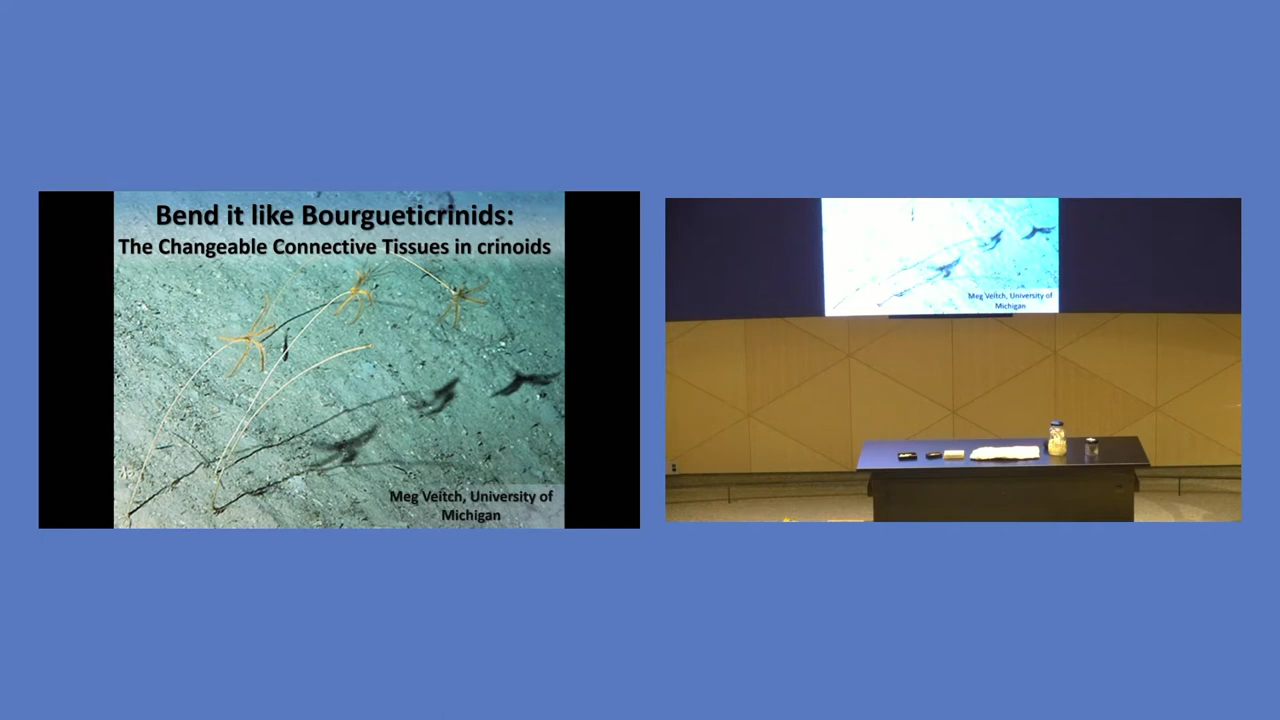 Bend it like Bourgueticrinids:
The Changeable Connective Tissues in crinoids
Meg Veitch, University of
Michigan
Meg Veitch, University of
Michigan